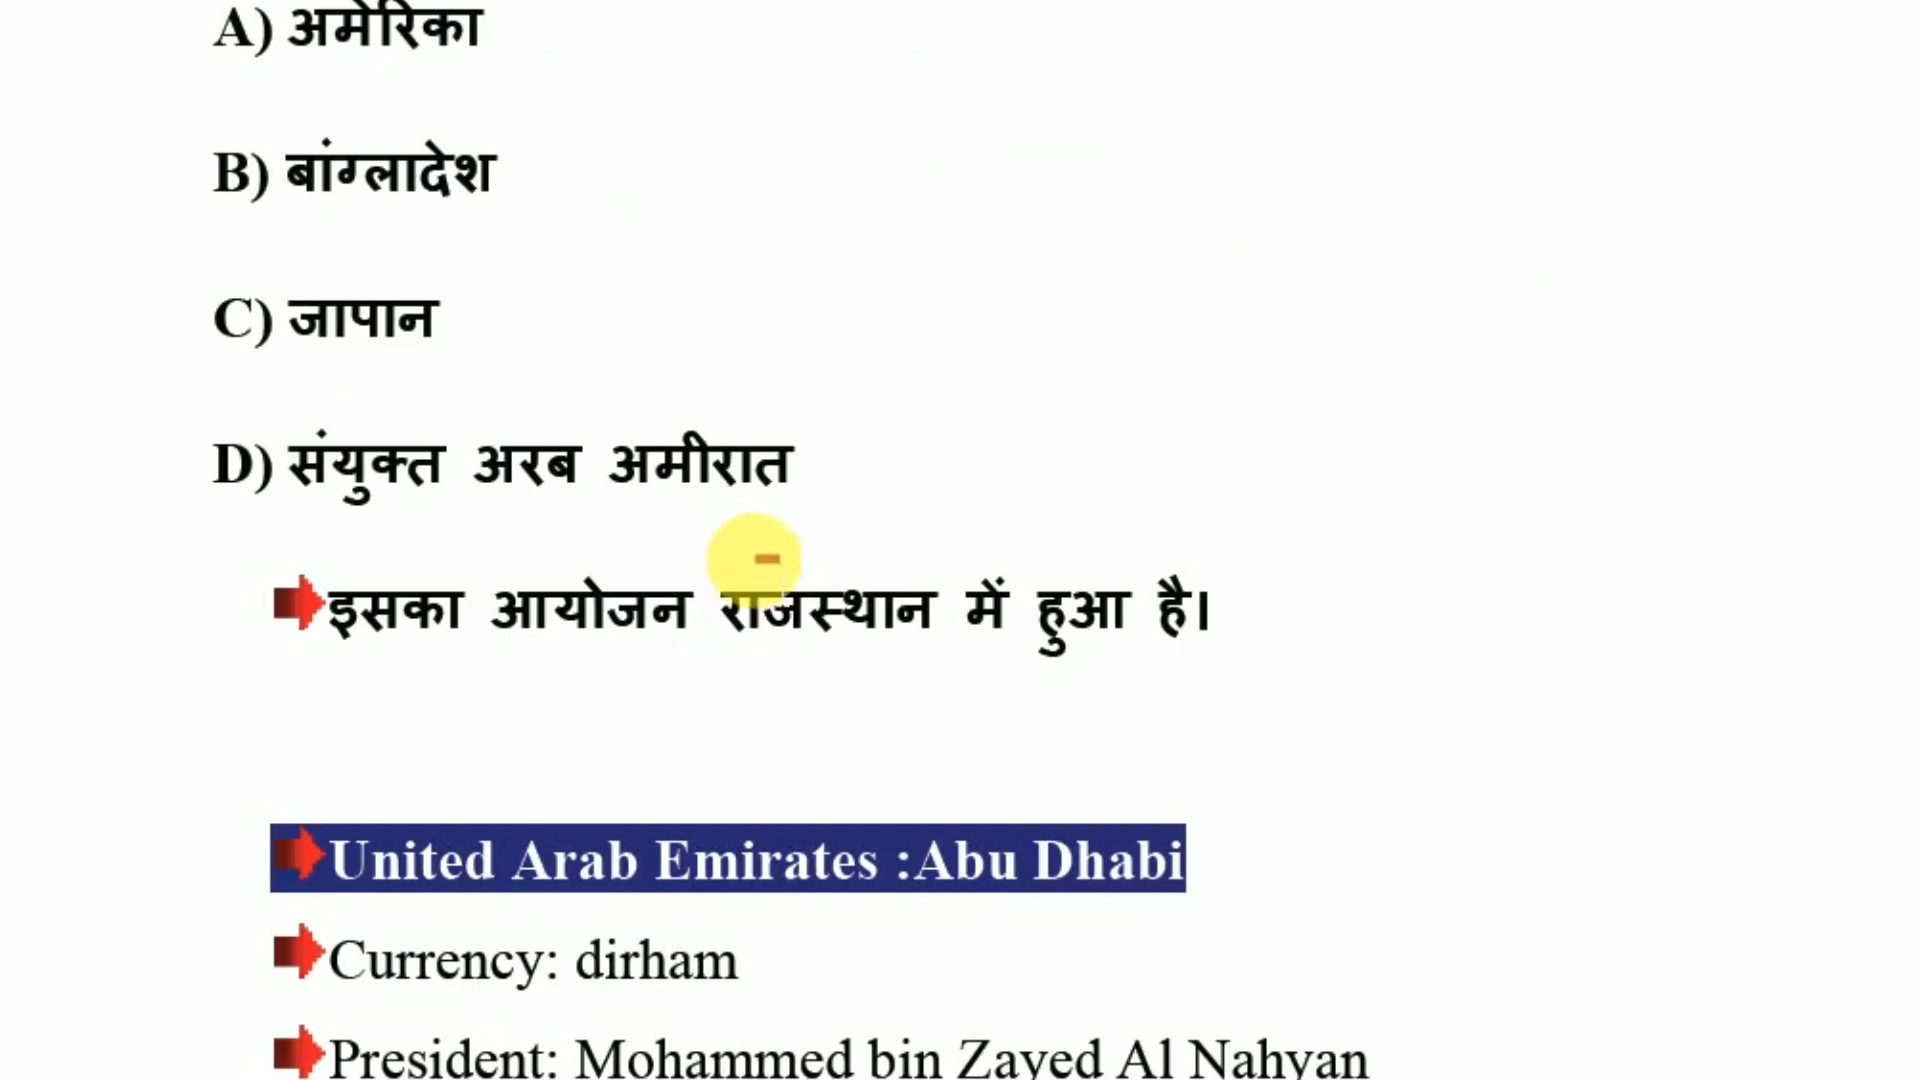 A) अमेरिका
B) बांग्लादेश
C) जापान
D) संयुक्त अरब अमीरात
इसका आयोजन राजस्थान में हुआ है।
United Arab Emirates :Abu Dhabi
Currency: dirham
President: Mohammed bin Zayed Al Nahyan